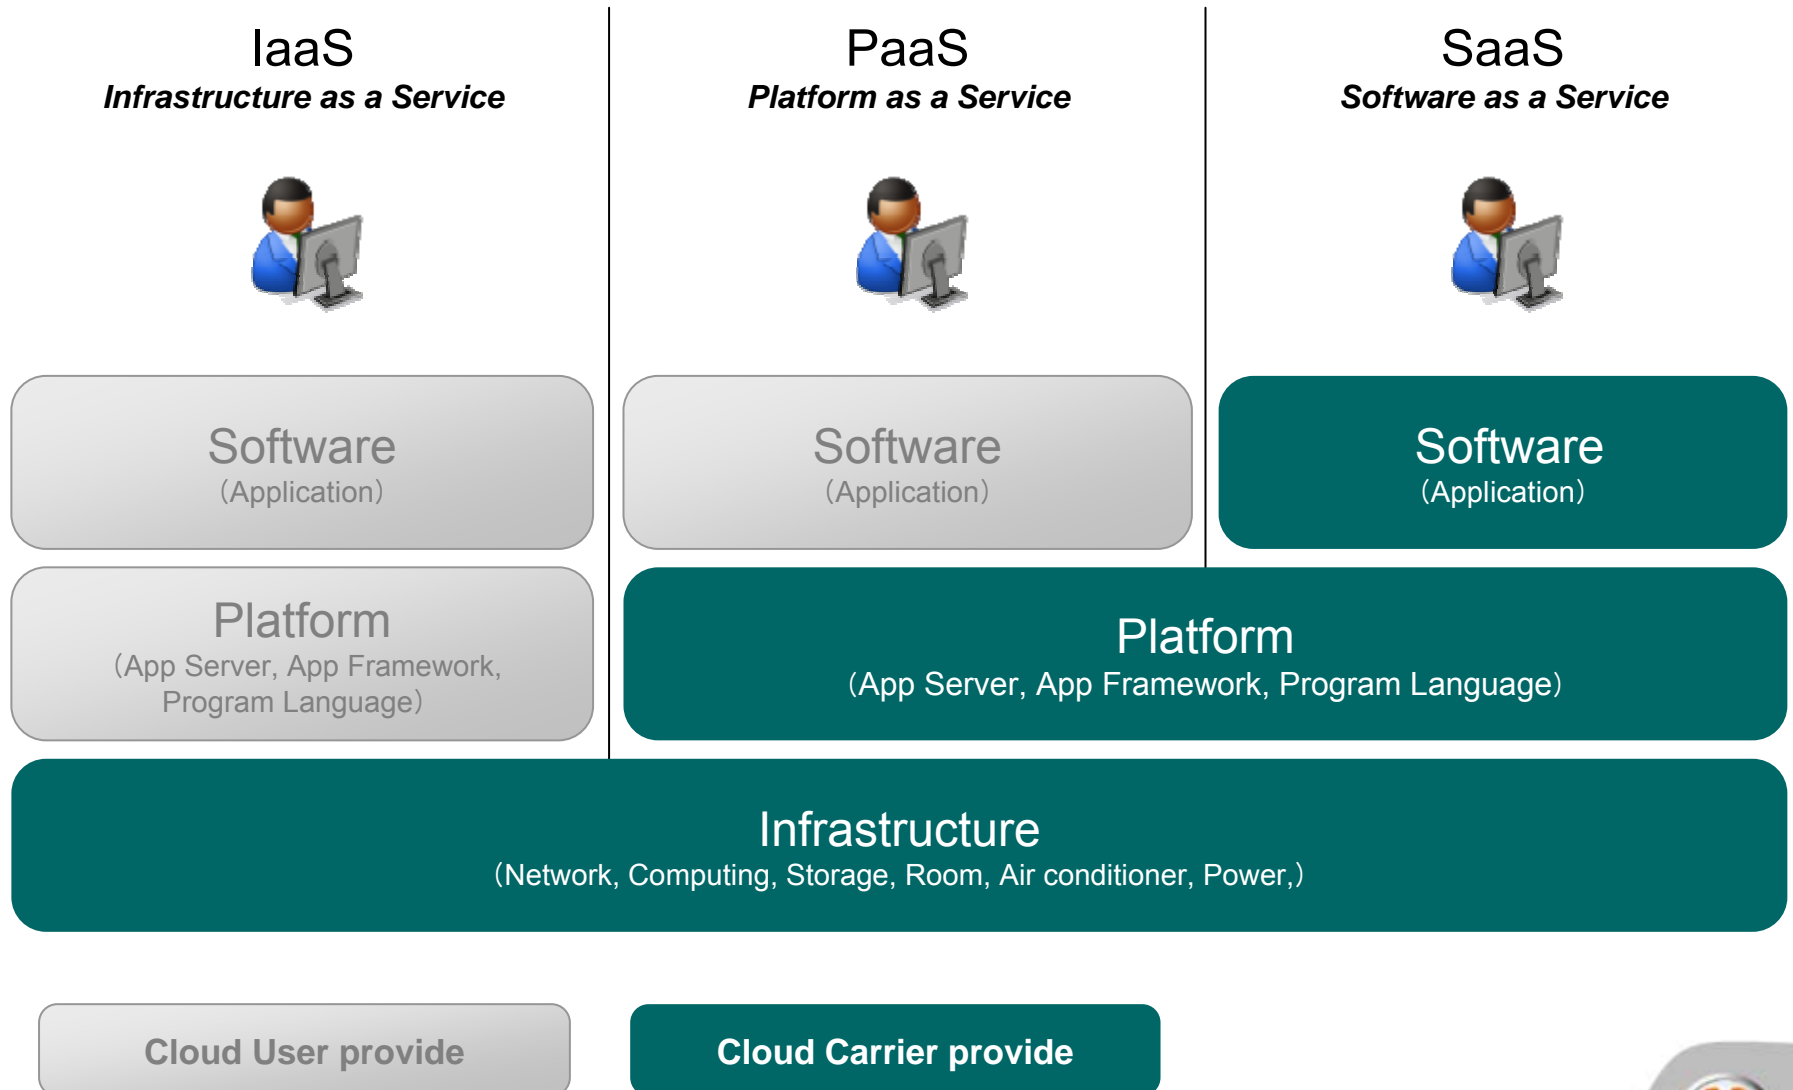 IaaS
Infrastructure as a Service
PaaS
Platform as a Service
SaaS
Software as a Service
Software
（Application）
Software
（Application）
Software
（Application）
Platform
（App Server, App Framework,
Program Language）
Platform
（App Server, App Framework, Program Language）
Infrastructure
（Network, Computing, Storage, Room, Air conditioner, Power,）
Cloud User provide
Cloud Carrier provide